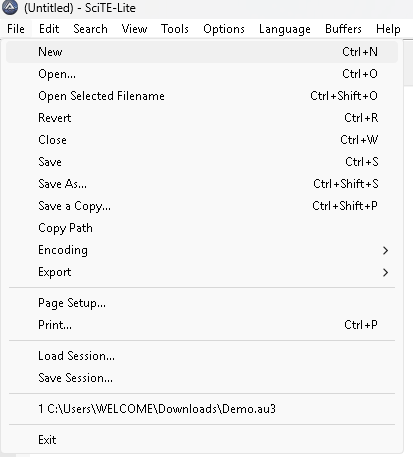 (Untitled) - SciTE-Lite
File Edit Search View Tools Options Language Buffers Help
New Ctrl+N
Open... Ctrl+O
Open Selected Filename Ctrl+Shift+O
Revert Ctrl+R
Close Ctrl+W
Save Ctrl+S
Save As... Ctrl+Shift+S
Save a Copy... Ctrl+Shift+P
Copy Path
Encoding
Export
Page Setup...
Print... Ctrl+P
Load Session...
Save Session...
1 C:\Users\WELCOME\Downloads\Demo.au3
Exit